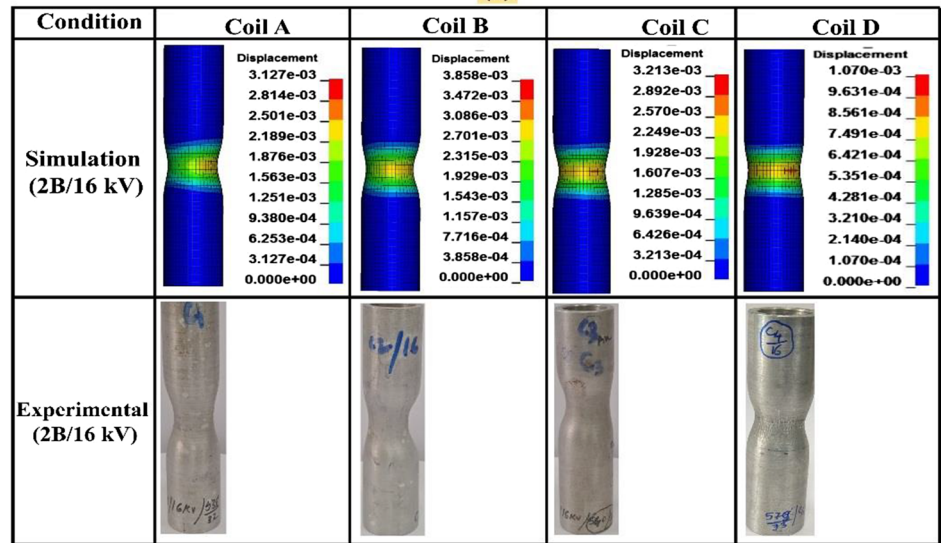 Condition
Coil A
Coil B
Coil C
Coil D
Simulation
(2B/16 kV)
Displacement
3.127e-03
2.814e-03
2.501e-03
2.189e-03
1.876e-03
1.563e-03
1.251e-03
9.380e-04
6.253e-04
3.127e-04
0.000e+00
Displacement
3.858e-03
3.472e-03
3.086e-03
2.701e-03
2.315e-03
1.929e-03
1.543e-03
1.157e-03
7.716e-04
3.858e-04
0.000e+00
Displacement
3.213e-03
2.892e-03
2.570e-03
2.249e-03
1.928e-03
1.607e-03
1.285e-03
9.639e-04
6.426e-04
3.213e-04
0.000e+00
Displacement
1.070e-03
9.631e-04
8.561e-04
7.491e-04
6.421e-04
5.351e-04
4.281e-04
3.210e-04
2.140e-04
1.070e-04
0.000e+00
Experimental
(2B/16 kV)
/16
C3
16KV
C4
16